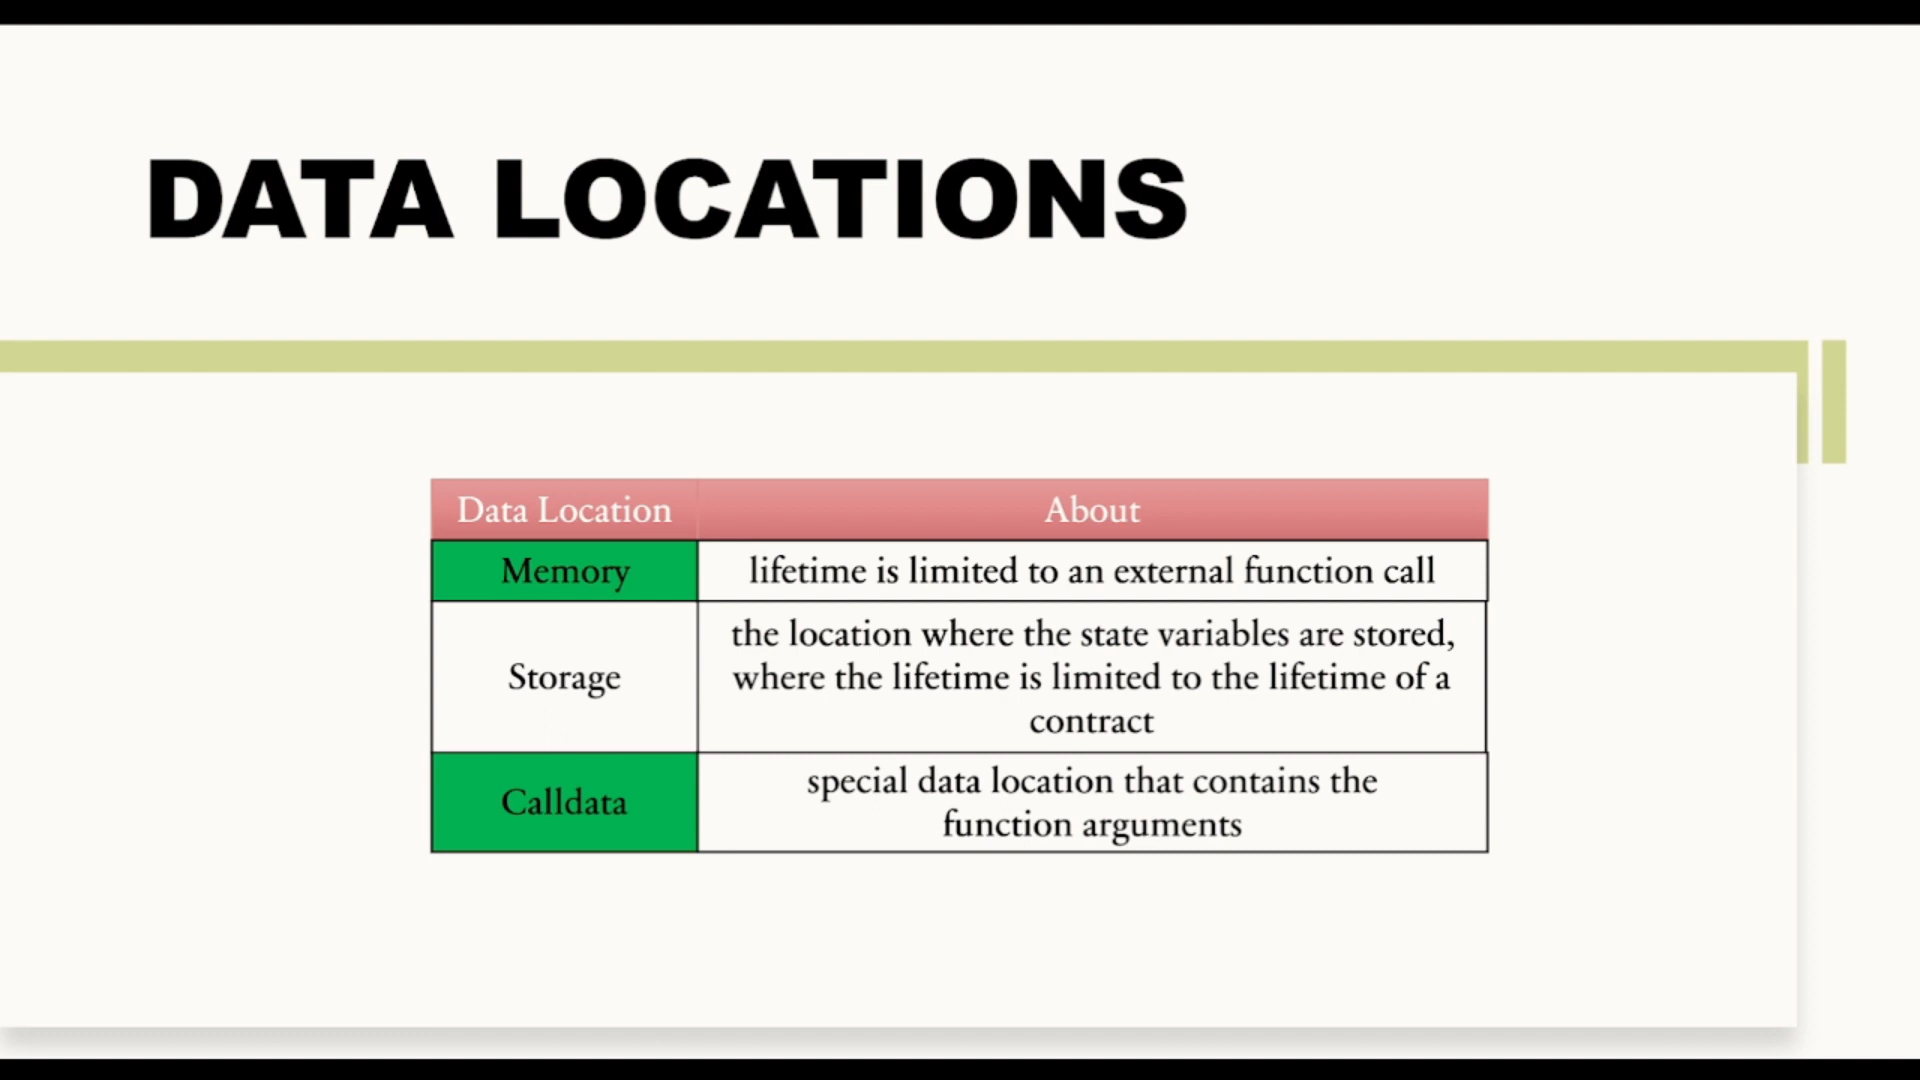 DATA LOCATIONS
Data Location About
Memory lifetime is limited to an external function call
the location where the state variables are stored,
Storage where the lifetime is limited to the lifetime of a
contract
special data location that contains the
Calldata
function arguments